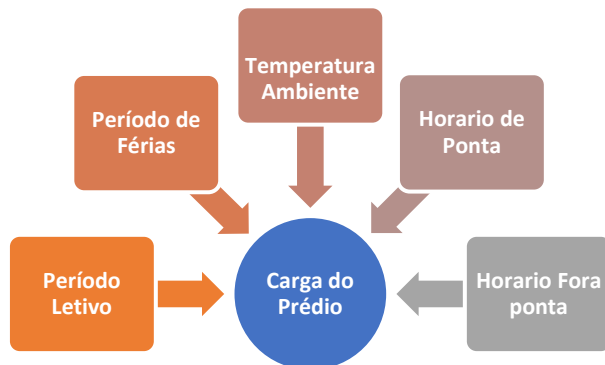 Temperatura
Ambiente
Período de
Férias
Horario de
Ponta
Período
Letivo
Carga do
Prédio
Horario Fora
ponta